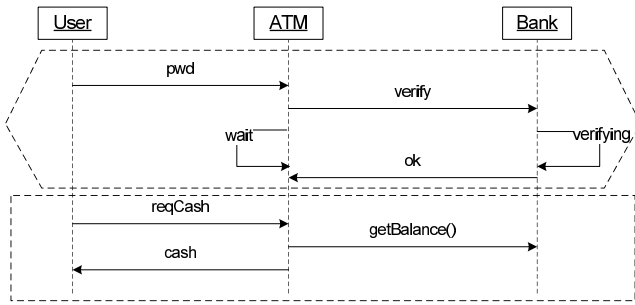 User
ATM
Bank
pwd
verify
wait
verifying
ok
reqCash
getBalance()
cash